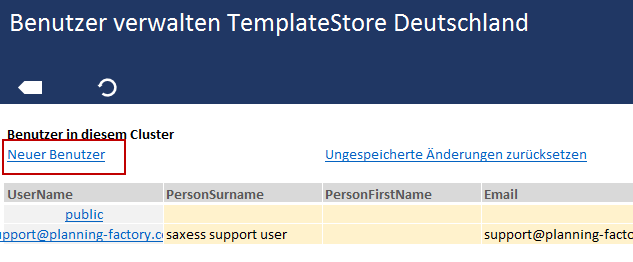 Benutzer verwalten TemplateStore Deutschland
Benutzer in diesem Cluster
Neuer Benutzer Ungespeicherte Änderungen zurücksetzen
UserName PersonSurname PersonFirstName Email
public
upport@planning-factory.co saxess support user support@planning-facto